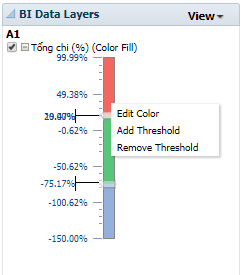 BI Data Layers
View
A1
Tổng chi (%) (Color Fill)
99.99%
49.38%
Edit Color
Add Threshold
-0.62%
Remove Threshold
-50.62%
-75.17%
-100.62%
-150.00%